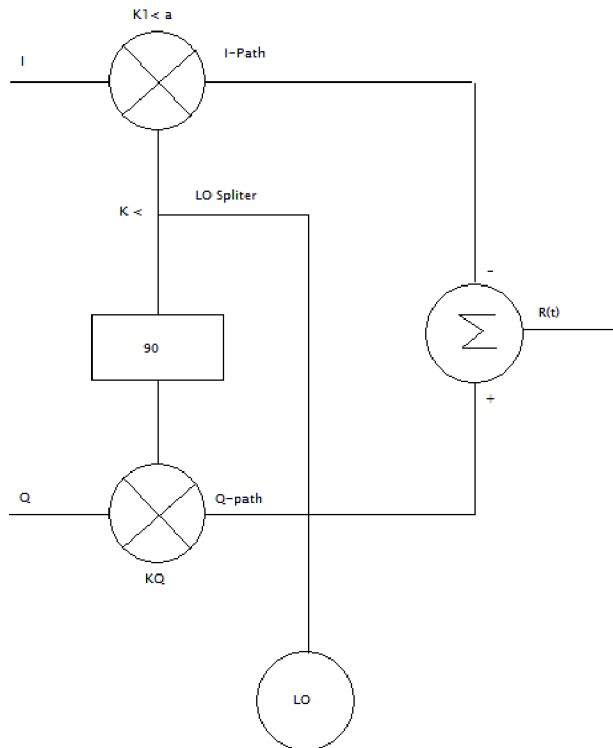 K1< a
I
I-Path
LO Spliter
K <
-
Σ
R(t)
90
+
Q
Q-path
KQ
LO